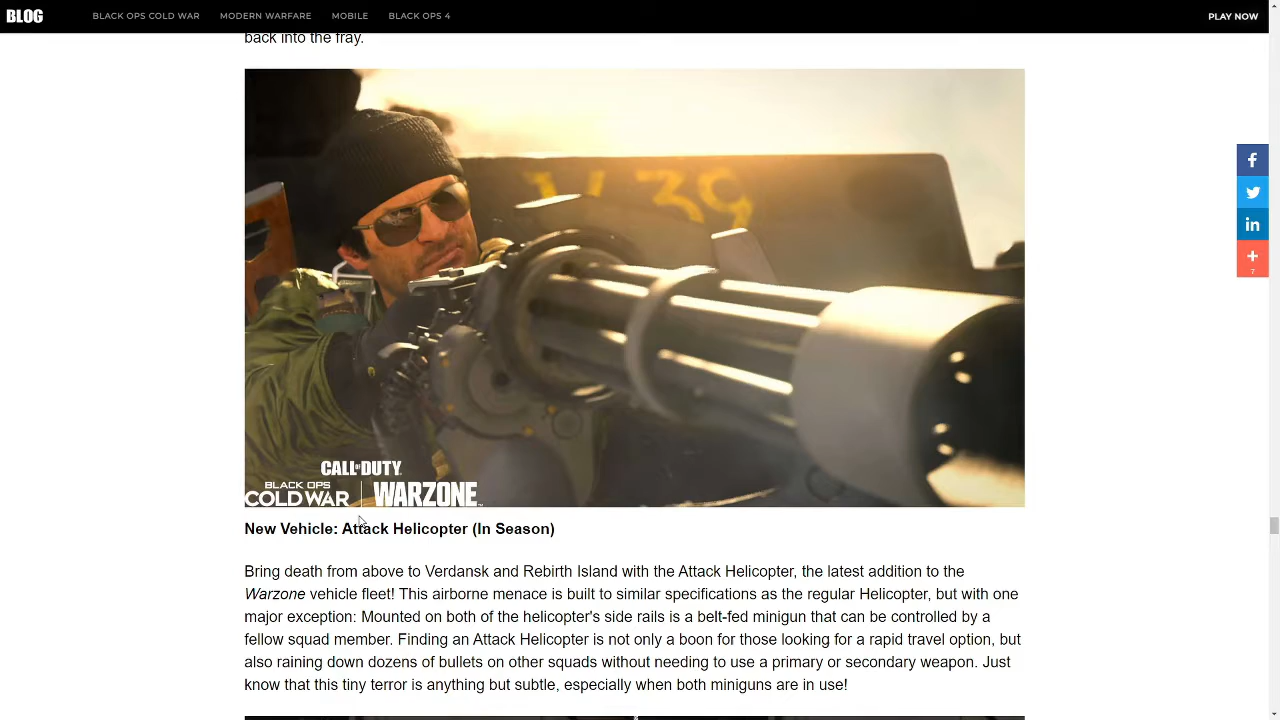 BLOG
BLACK OPS COLD WAR
MODERN WARFARE
MOBILE
BLACK OPS 4
PLAY NOW
back into the fray.
V 39
CALL OF DUTY
BLACK OPS
COLD WAR
WARZONE™
7
New Vehicle: Attack Helicopter (In Season)
Bring death from above to Verdansk and Rebirth Island with the Attack Helicopter, the latest addition to the
Warzone vehicle fleet! This airborne menace is built to similar specifications as the regular Helicopter, but with one
major exception: Mounted on both of the helicopter's side rails is a belt-fed minigun that can be controlled by a
fellow squad member. Finding an Attack Helicopter is not only a boon for those looking for a rapid travel option, but
also raining down dozens of bullets on other squads without needing to use a primary or secondary weapon. Just
know that this tiny terror is anything but subtle, especially when both miniguns are in use!